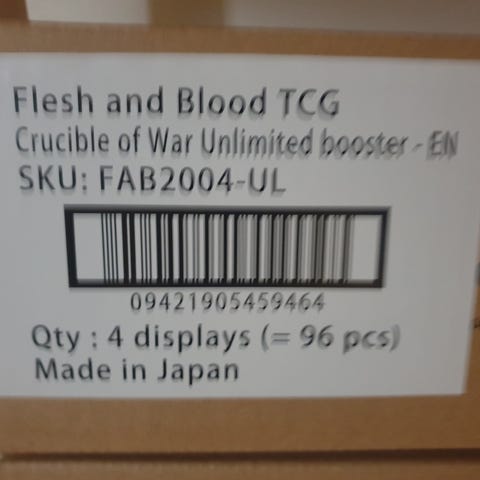 Flesh and Blood TCG
Crucible of War Unlimited booster - EN
SKU: FAB2004-UL
09421905459464
Qty : 4 displays (= 96 pcs)
Made in Japan